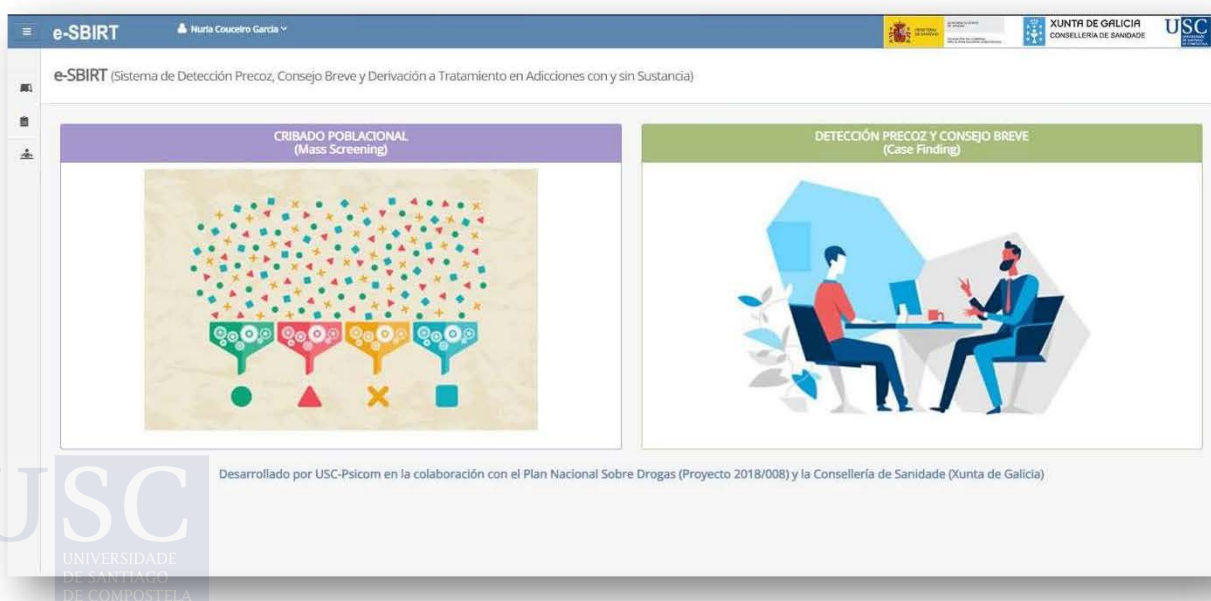 e-SBIRT
Nuria Couceiro García
XUNTA DE GALICIA
CONSELLERÍA DE SANIDADE
USC
e-SBIRT (Sistema de Detección Precoz, Consejo Breve y Derivación a Tratamiento en Adicciones con y sin Sustancia)
CRIBADO POBLACIONAL
(Mass Screening)
DETECCIÓN PRECOZ Y CONSEJO BREVE
(Case Finding)
Desarrollado por USC-Psicom en la colaboración con el Plan Nacional Sobre Drogas (Proyecto 2018/008) y la Consellería de Sanidade (Xunta de Galicia)
USC
UNIVERSIDADE
DE SANTIAGO
DE COMPOSTELA